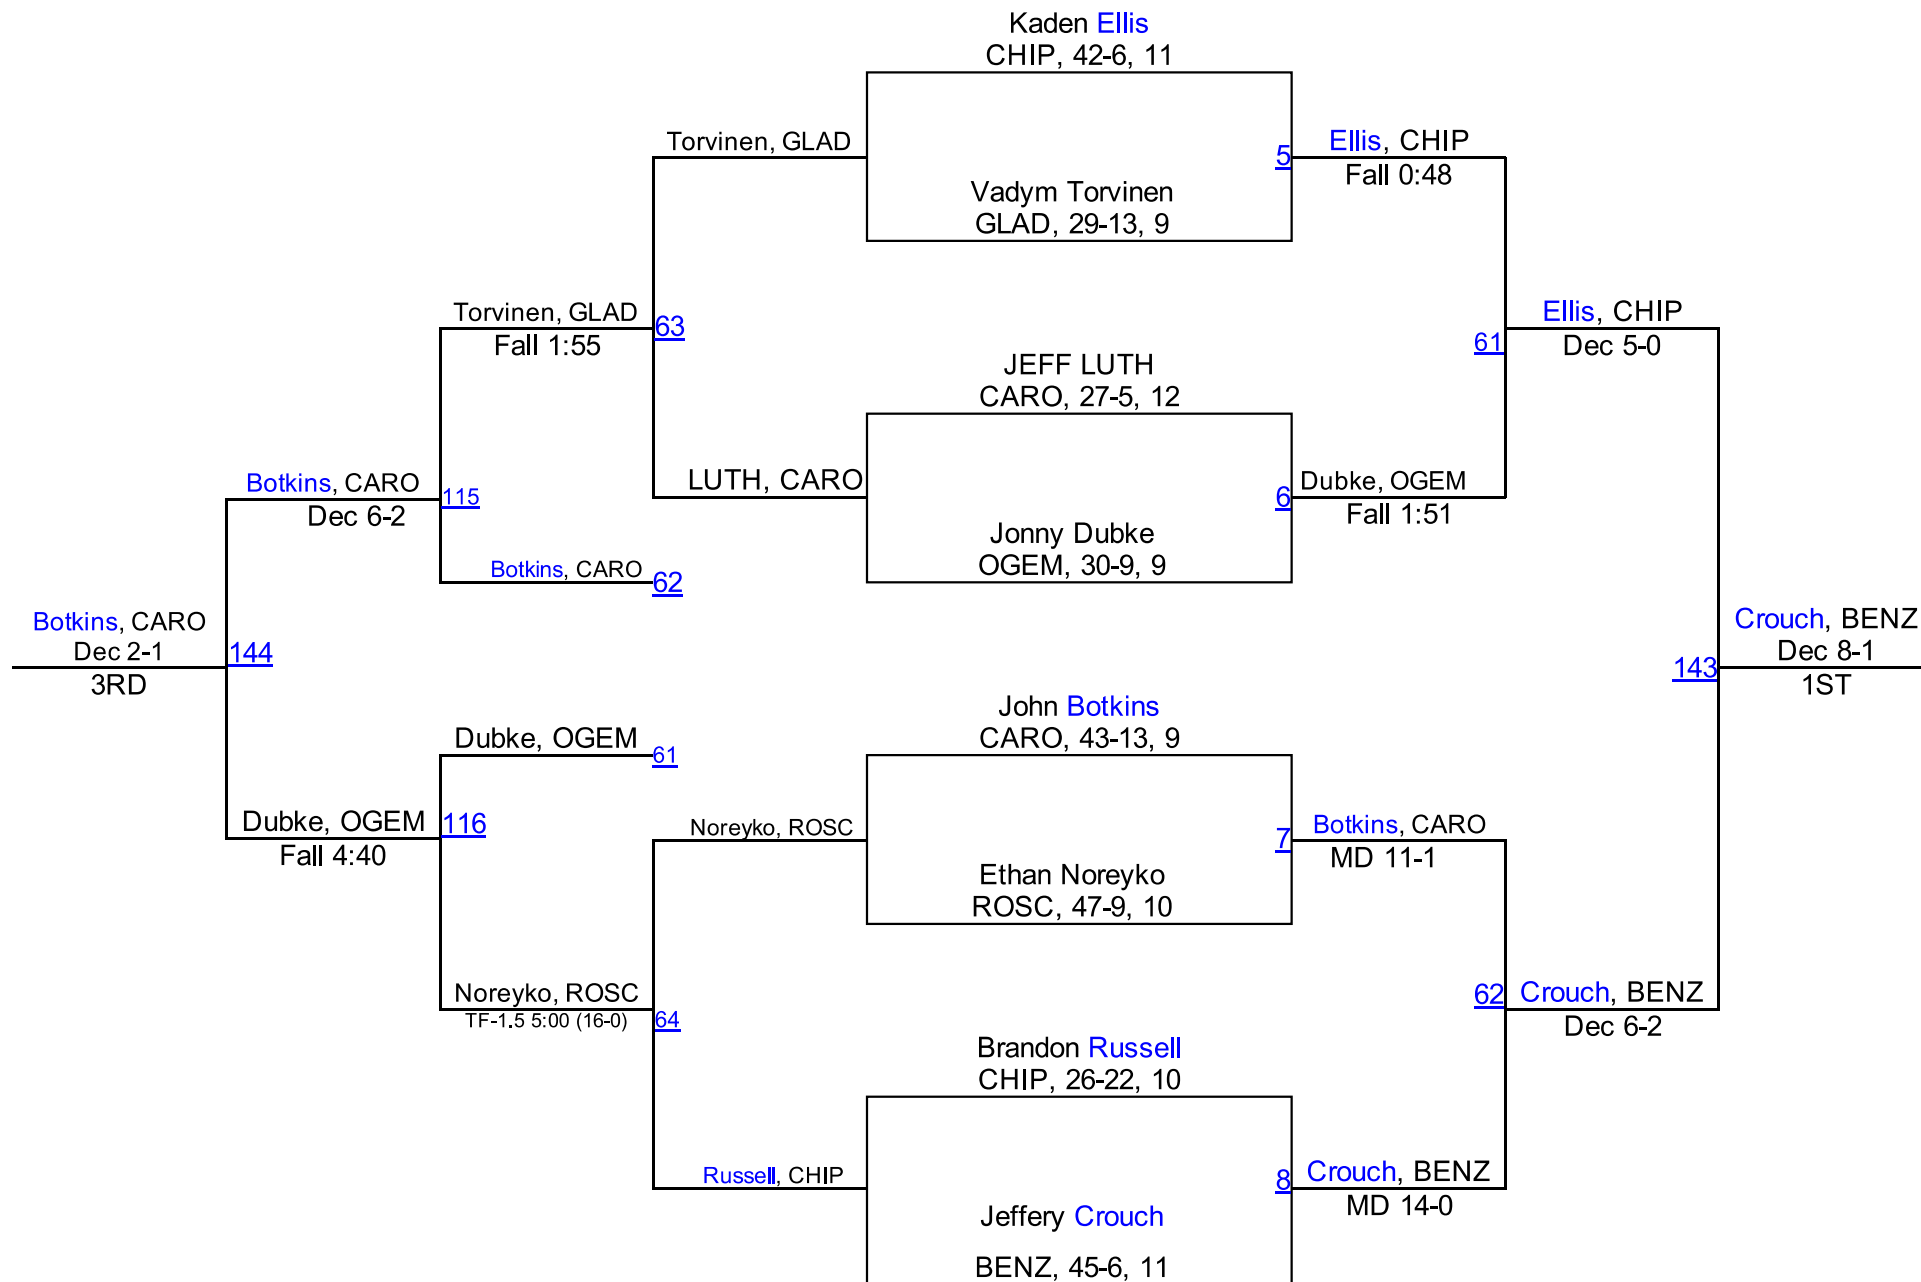 Kaden Ellis
CHIP, 42-6, 11
Torvinen, GLAD
5
Ellis, CHIP
Fall 0:48
Vadym Torvinen
GLAD, 29-13, 9
Torvinen, GLAD
Fall 1:55
63
Ellis, CHIP
Dec 5-0
61
JEFF LUTH
CARO, 27-5, 12
Botkins, CARO
Dec 6-2
115
LUTH, CARO
6
Dubke, OGEM
Fall 1:51
Jonny Dubke
OGEM, 30-9, 9
Botkins, CARO
62
Botkins, CARO
Dec 2-1
3RD
144
Crouch, BENZ
Dec 8-1
1ST
143
John Botkins
CARO, 43-13, 9
Dubke, OGEM
61
Dubke, OGEM
Fall 4:40
116
Noreyko, ROSC
7
Botkins, CARO
MD 11-1
Ethan Noreyko
ROSC, 47-9, 10
Noreyko, ROSC
TF-1.5 5:00 (16-0)
64
62
Crouch, BENZ
Dec 6-2
Brandon Russell
CHIP, 26-22, 10
Russell, CHIP
8
Crouch, BENZ
MD 14-0
Jeffery Crouch
BENZ, 45-6, 11